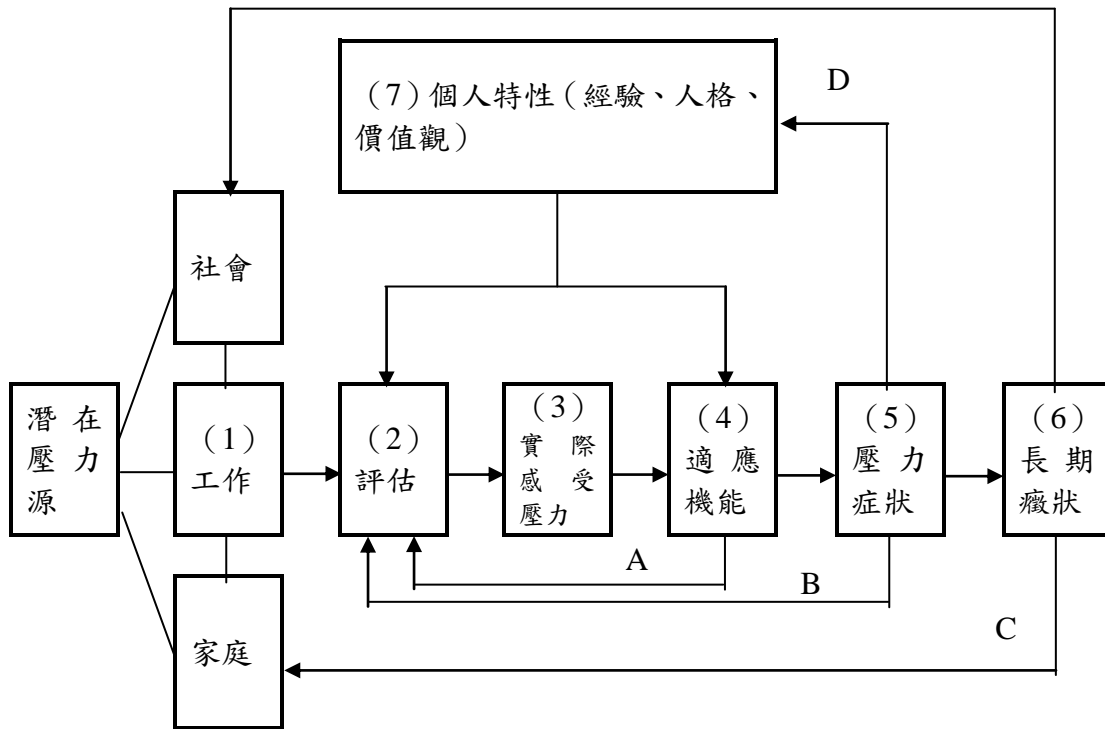 (7)個人特性(經驗、人格、
價值觀)
D
社會
潛在
壓力
源
(1)
工作
(2)
評估
(3)
實際
感受
壓力
(4)
適應
機能
(5)
壓力
症狀
(6)
長期
癥狀
A
B
C
家庭